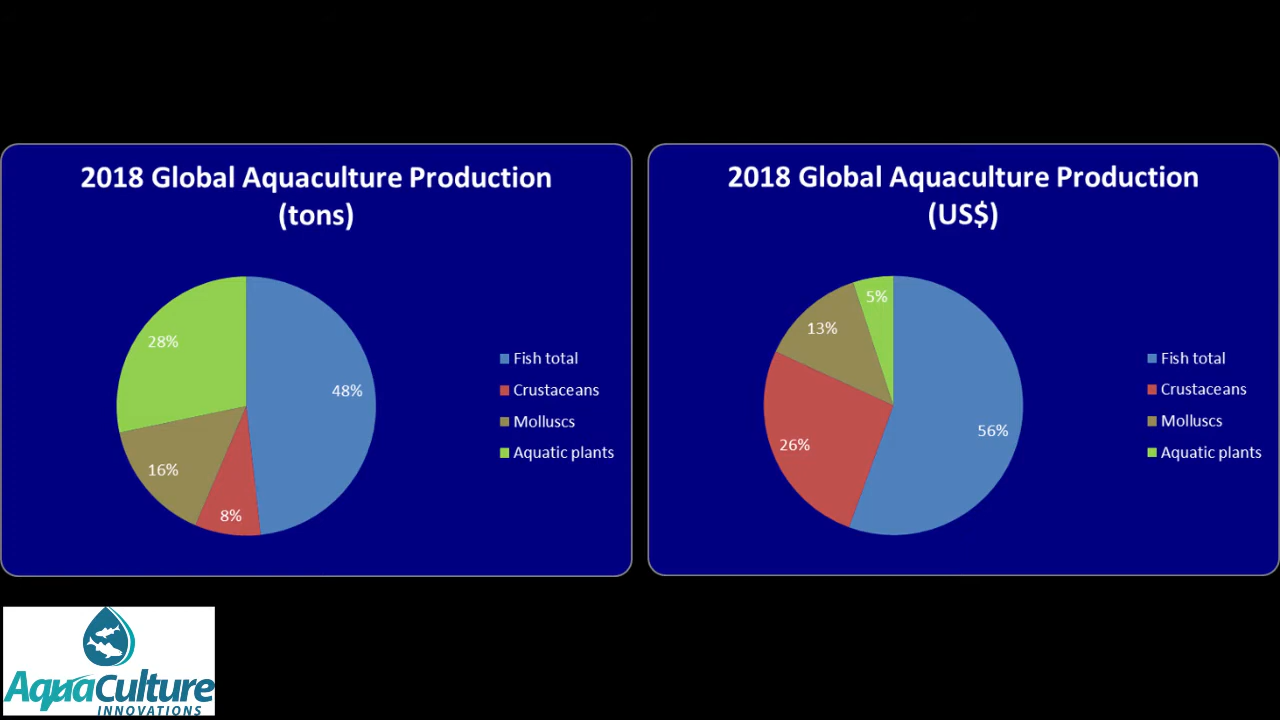 2018 Global Aquaculture Production
(tons)
28%
48%
16%
8%
Fish total
Crustaceans
Molluscs
Aquatic plants
2018 Global Aquaculture Production
(US$)
5%
13%
56%
26%
Fish total
Crustaceans
Molluscs
Aquatic plants
AquaCulture
INNOVATIONS